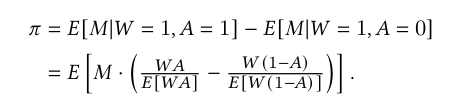 π = E[M|W = 1, A = 1] − E[M|W = 1, A = 0]
= E [ M · ( WA / E[WA] − W(1−A) / E[W(1−A)] ) ] .